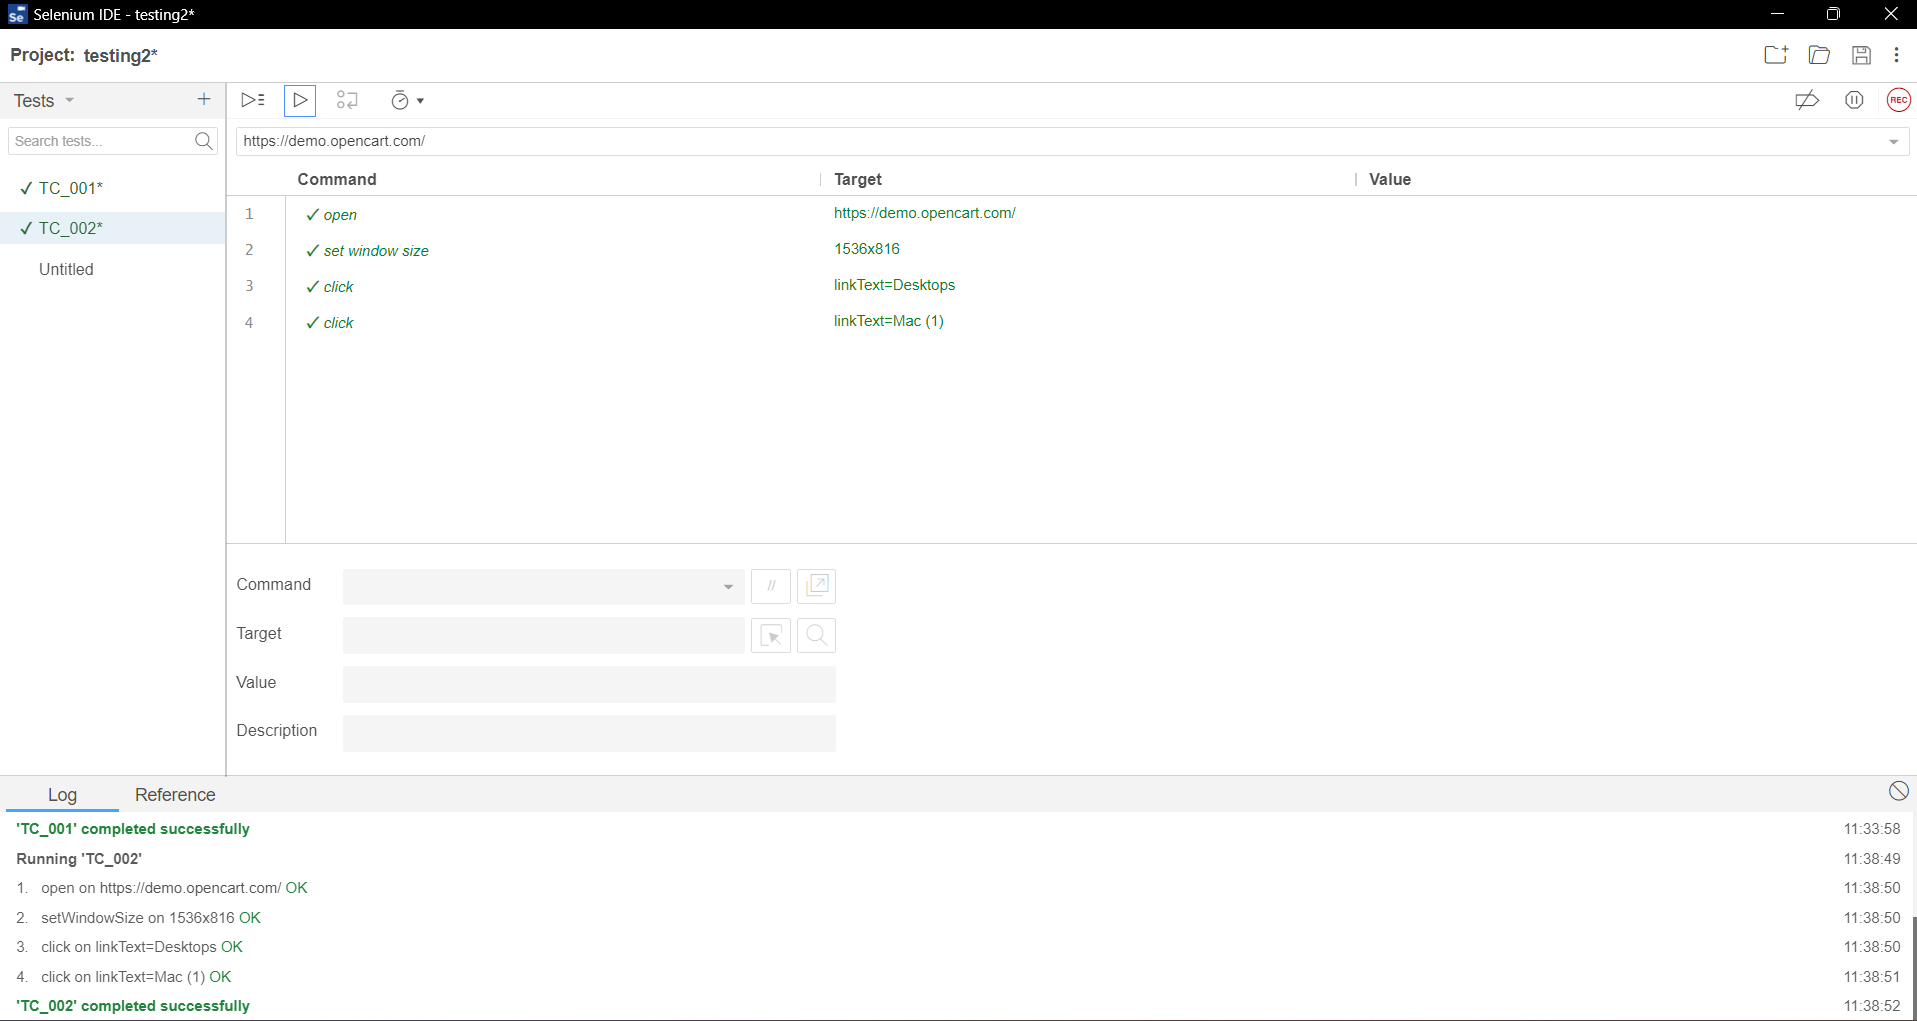 Se Selenium IDE - testing2*
Project: testing2*
Tests
REC
Search tests...
https://demo.opencart.com/
Command Target Value
✓ TC_001*
✓ TC_002*
Untitled
1 ✓ open https://demo.opencart.com/
2 ✓ set window size 1536x816
3 ✓ click linkText=Desktops
4 ✓ click linkText=Mac (1)
Command //
Target
Value
Description
Log Reference
'TC_001' completed successfully 11:33:58
Running 'TC_002' 11:38:49
1. open on https://demo.opencart.com/ OK 11:38:50
2. setWindowSize on 1536x816 OK 11:38:50
3. click on linkText=Desktops OK 11:38:50
4. click on linkText=Mac (1) OK 11:38:51
'TC_002' completed successfully 11:38:52